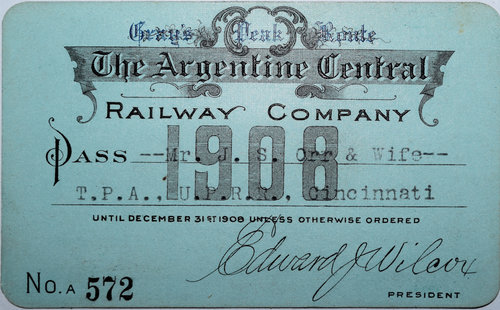 Gray's Peak Route
The Argentine Central
RAILWAY COMPANY
1908
PASS --Mr. J. S. Orr & Wife--
T.P.A., U.P.R.R., Cincinnati
UNTIL DECEMBER 31ST 1908 UNLESS OTHERWISE ORDERED
Edward J Wilcox
No. A 572
PRESIDENT